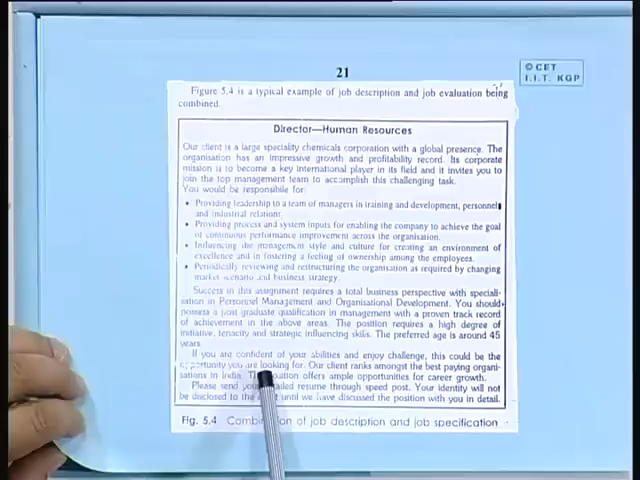 21
© CET
I.I.T. KGP
Figure 5.4 is a typical example of job description and job evaluation being
combined.
Director—Human Resources
Our client is a large speciality chemicals corporation with a global presence. The
organisation has an impressive growth and profitability record. Its corporate
mission is to become a key international player in its field and it invites you to
join the top management team to accomplish this challenging task.
You would be responsible for:
• Providing leadership to a team of managers in training and development, personnel
and industrial relations.
• Providing process and system inputs for enabling the company to achieve the goal
of continuous performance improvement across the organisation.
• Influencing the management style and culture for creating an environment of
excellence and in fostering a feeling of ownership among the employees.
• Periodically reviewing and restructuring the organisation as required by changing
market scenario and business strategy.
Success in this assignment requires a total business perspective with speciali-
sation in Personnel Management and Organisational Development. You should
possess a post graduate qualification in management with a proven track record
of achievement in the above areas. The position requires a high degree of
initiative, tenacity and strategic influencing skills. The preferred age is around 45
years.
If you are confident of your abilities and enjoy challenge, this could be the
opportunity you are looking for. Our client ranks amongst the best paying organi-
sations in India. The position offers ample opportunities for career growth.
Please send your detailed resume through speed post. Your identity will not
be disclosed to the until we have discussed the position with you in detail.
Fig. 5.4 Combination of job description and job specification